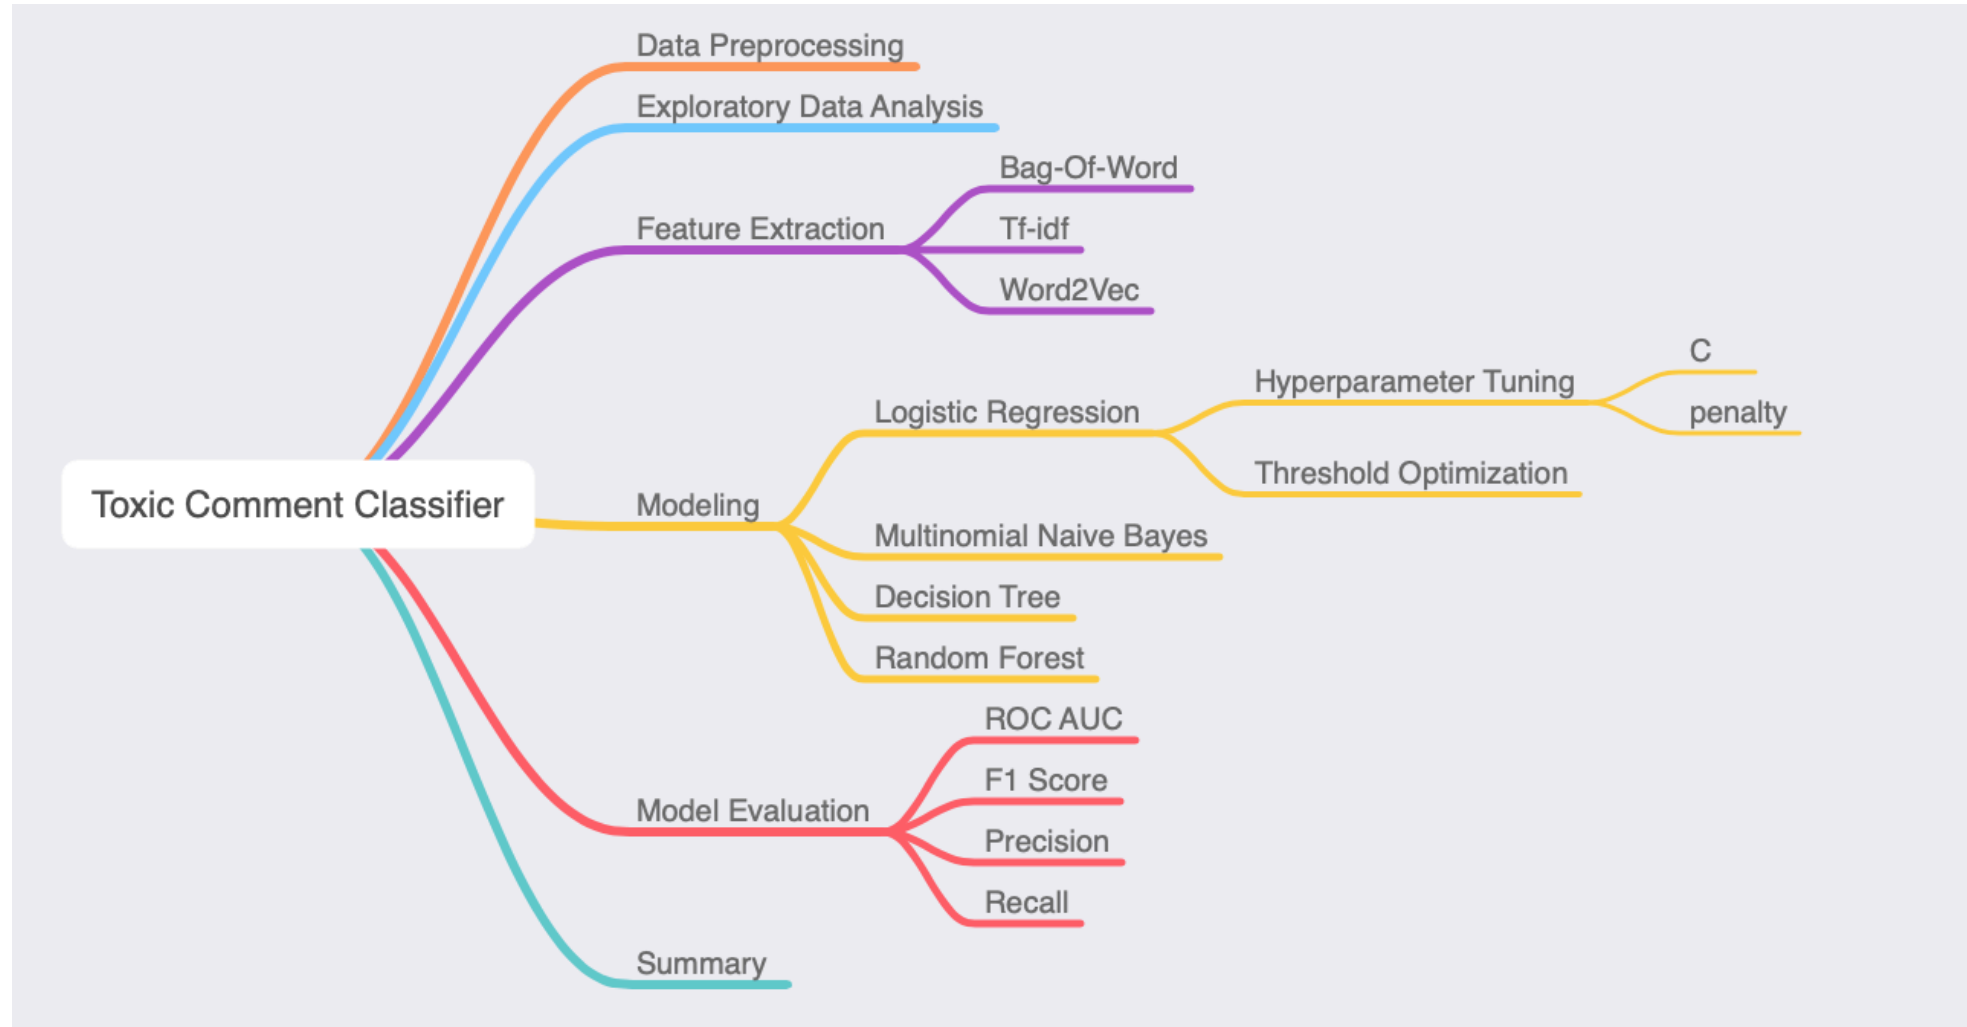 Data Preprocessing
Exploratory Data Analysis
Bag-Of-Word
Feature Extraction
Tf-idf
Word2Vec
C
Hyperparameter Tuning
Logistic Regression
penalty
Threshold Optimization
Toxic Comment Classifier
Modeling
Multinomial Naive Bayes
Decision Tree
Random Forest
ROC AUC
F1 Score
Model Evaluation
Precision
Recall
Summary